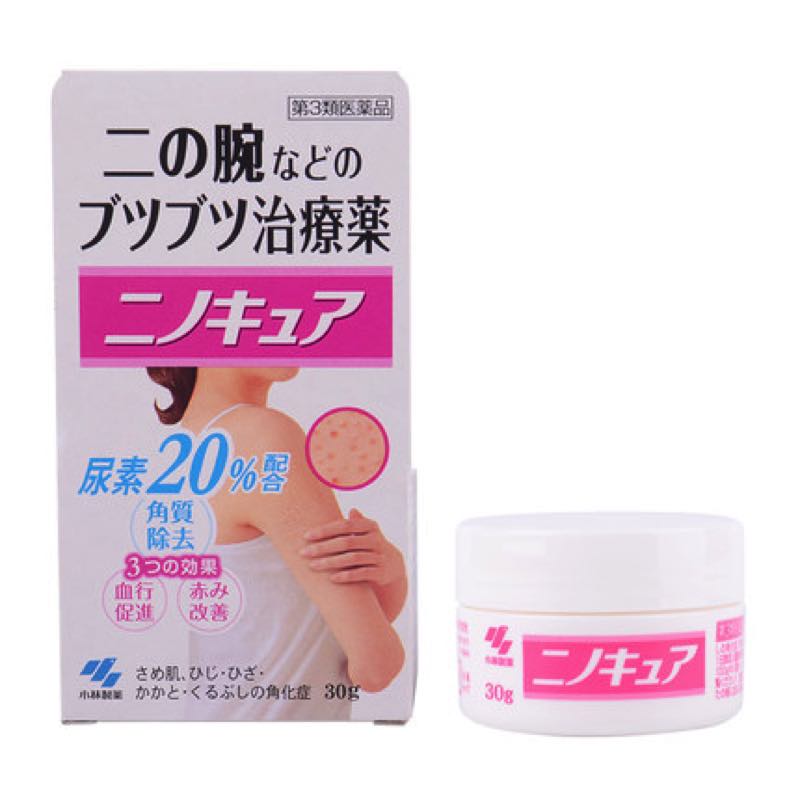 第3類医薬品
二の腕などの
ブツブツ治療薬
ニノキュア
尿素20%配合
角質
除去
3つの効果
血行
促進
赤み
改善
小林製薬
さめ肌、ひじ・ひざ・
かかと・くるぶしの角化症 30g
小林製薬
ニノキュア
30g